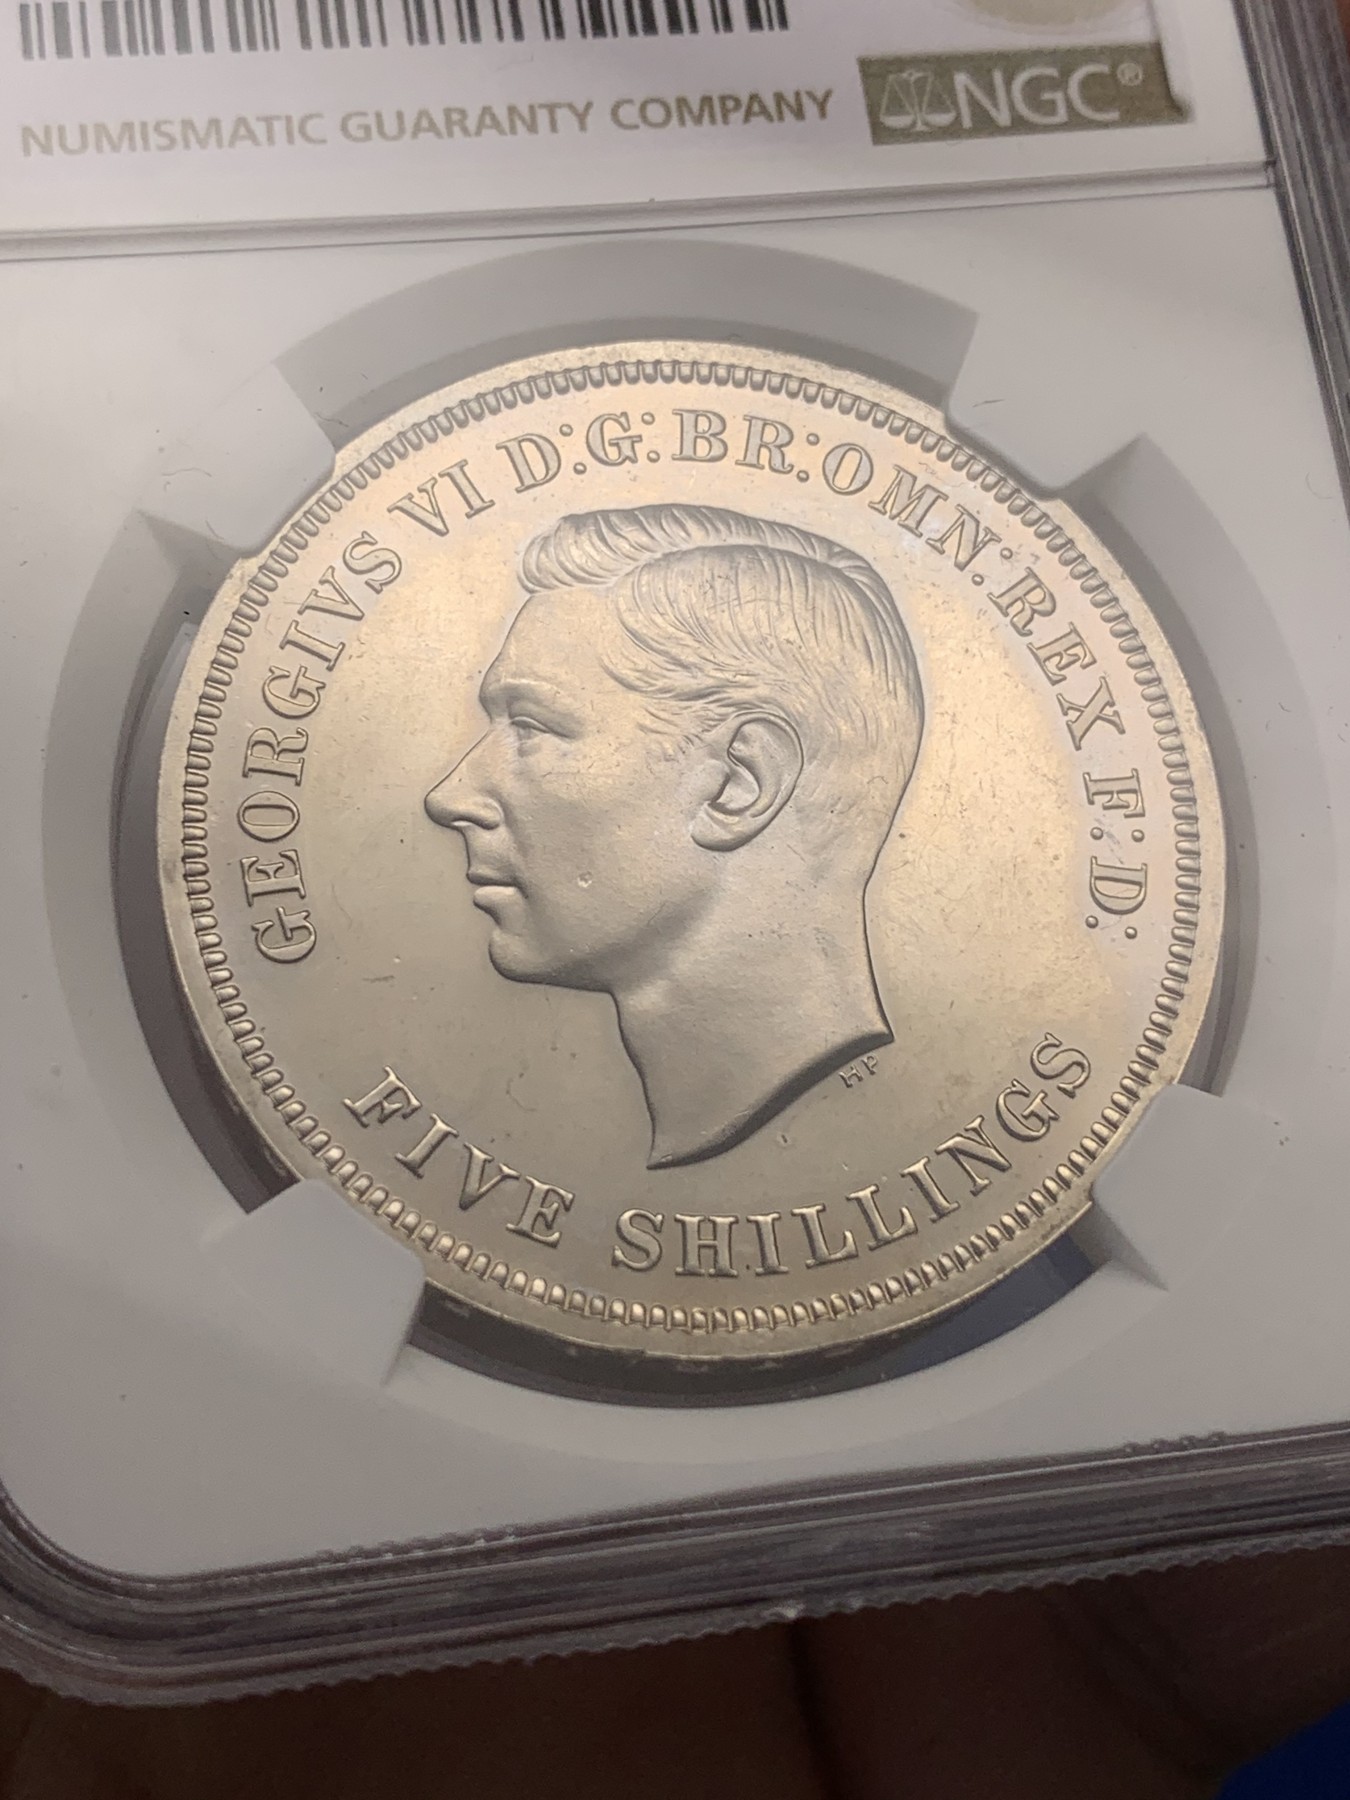 NUMISMATIC GUARANTY COMPANY
NGC®
GEORGIVS VI D:G:BR:OMN:REX F:D:
HP
FIVE SHILLINGS